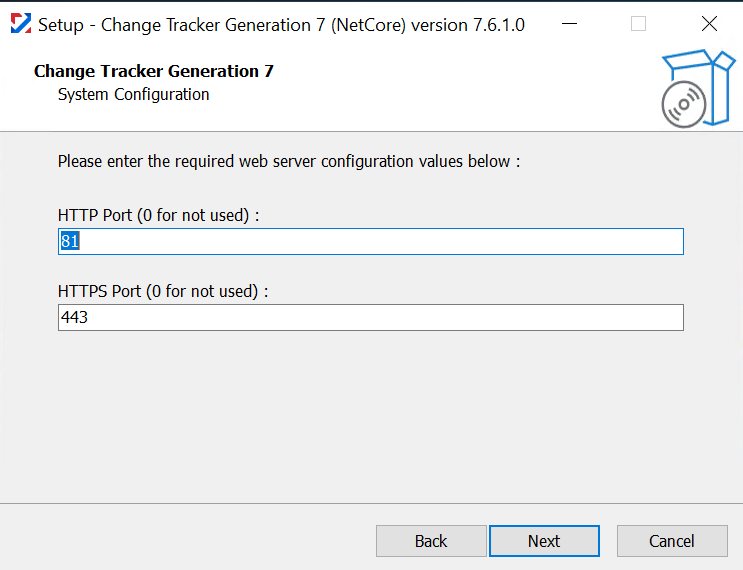 Setup - Change Tracker Generation 7 (NetCore) version 7.6.1.0
Change Tracker Generation 7
System Configuration
Please enter the required web server configuration values below :
HTTP Port (0 for not used) :
81
HTTPS Port (0 for not used) :
443
Back
Next
Cancel